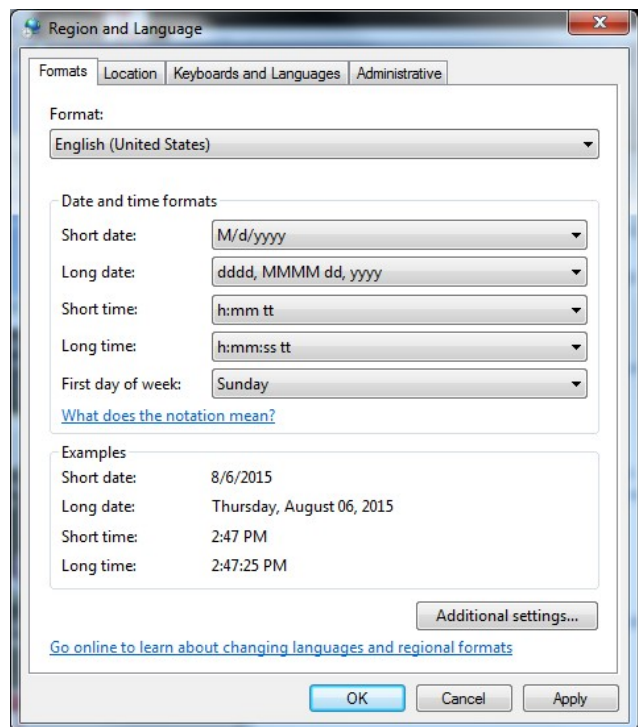 Region and Language
Formats Location Keyboards and Languages Administrative
Format:
English (United States)
Date and time formats
Short date: M/d/yyyy
Long date: dddd, MMMM dd, yyyy
Short time: h:mm tt
Long time: h:mm:ss tt
First day of week: Sunday
What does the notation mean?
Examples
Short date: 8/6/2015
Long date: Thursday, August 06, 2015
Short time: 2:47 PM
Long time: 2:47:25 PM
Additional settings...
Go online to learn about changing languages and regional formats
OK Cancel Apply